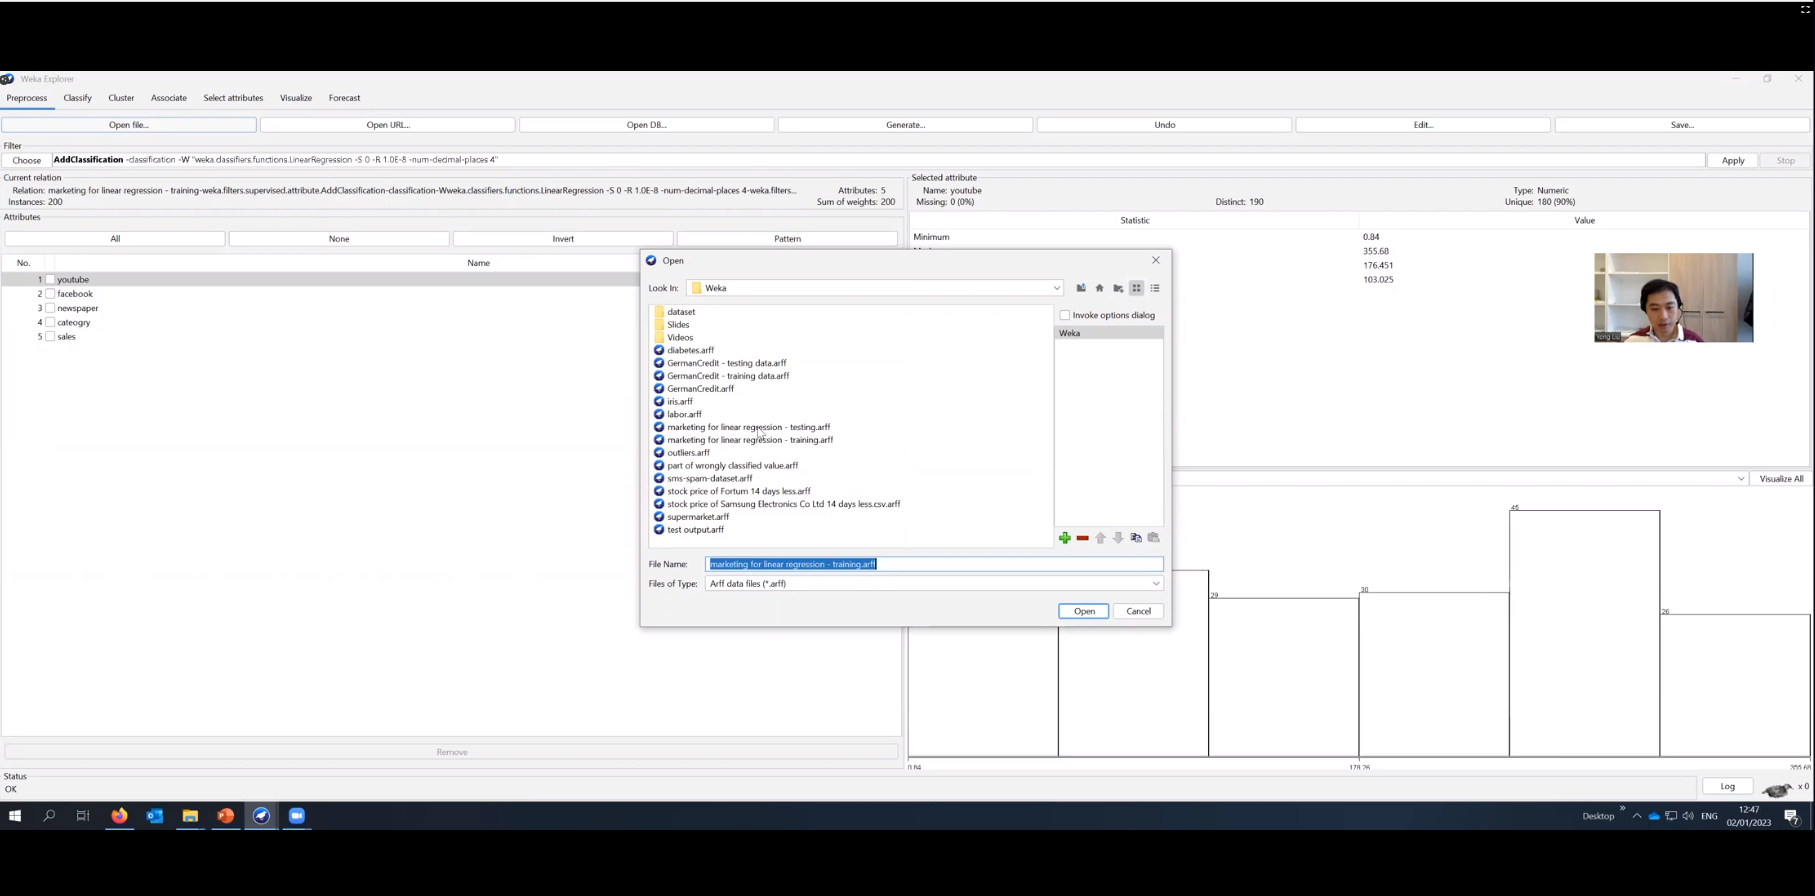 Weka Explorer
Preprocess Classify Cluster Associate Select attributes Visualize Forecast
Open file... Open URL... Open DB... Generate... Undo Edit... Save...
Filter
Choose AddClassification -classification -W "weka.classifiers.functions.LinearRegression -S 0 -R 1.0E-8 -num-decimal-places 4" Apply Stop
Current relation
Relation: marketing for linear regression - training-weka.filters.supervised.attribute.AddClassification-classification-Wweka.classifiers.functions.LinearRegression -S 0 -R 1.0E-8 -num-decimal-places 4-weka.filters... Attributes: 5
Instances: 200 Sum of weights: 200
Selected attribute
Name: youtube Type: Numeric
Missing: 0 (0%) Distinct: 190 Unique: 180 (90%)
Statistic Value
Minimum 0.84
355.68
176.451
103.025
Attributes
All None Invert Pattern
No. Name
1 youtube
2 facebook
3 newspaper
4 cateogry
5 sales
Open
Look In: Weka
dataset
Slides
Videos
diabetes.arff
GermanCredit - testing data.arff
GermanCredit - training data.arff
GermanCredit.arff
iris.arff
labor.arff
marketing for linear regression - testing.arff
marketing for linear regression - training.arff
outliers.arff
part of wrongly classified value.arff
sms-spam-dataset.arff
stock price of Fortum 14 days less.arff
stock price of Samsung Electronics Co Ltd 14 days less.csv.arff
supermarket.arff
test output.arff
Invoke options dialog
Weka
File Name: marketing for linear regression - training.arff
Files of Type: Arff data files (*.arff)
Open Cancel
Yong Liu
Visualize All
29 30 45 26
0.84 178.26 355.68
Remove
Status
OK
Log x 0
Desktop ENG
12:47
02/01/2023
7